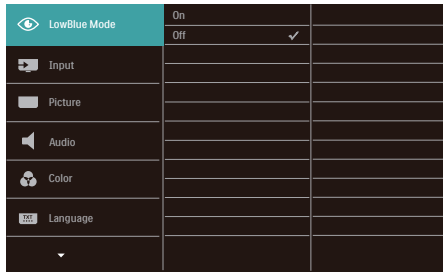 LowBlue Mode
On
Off
Input
Picture
Audio
Color
TXT
Language